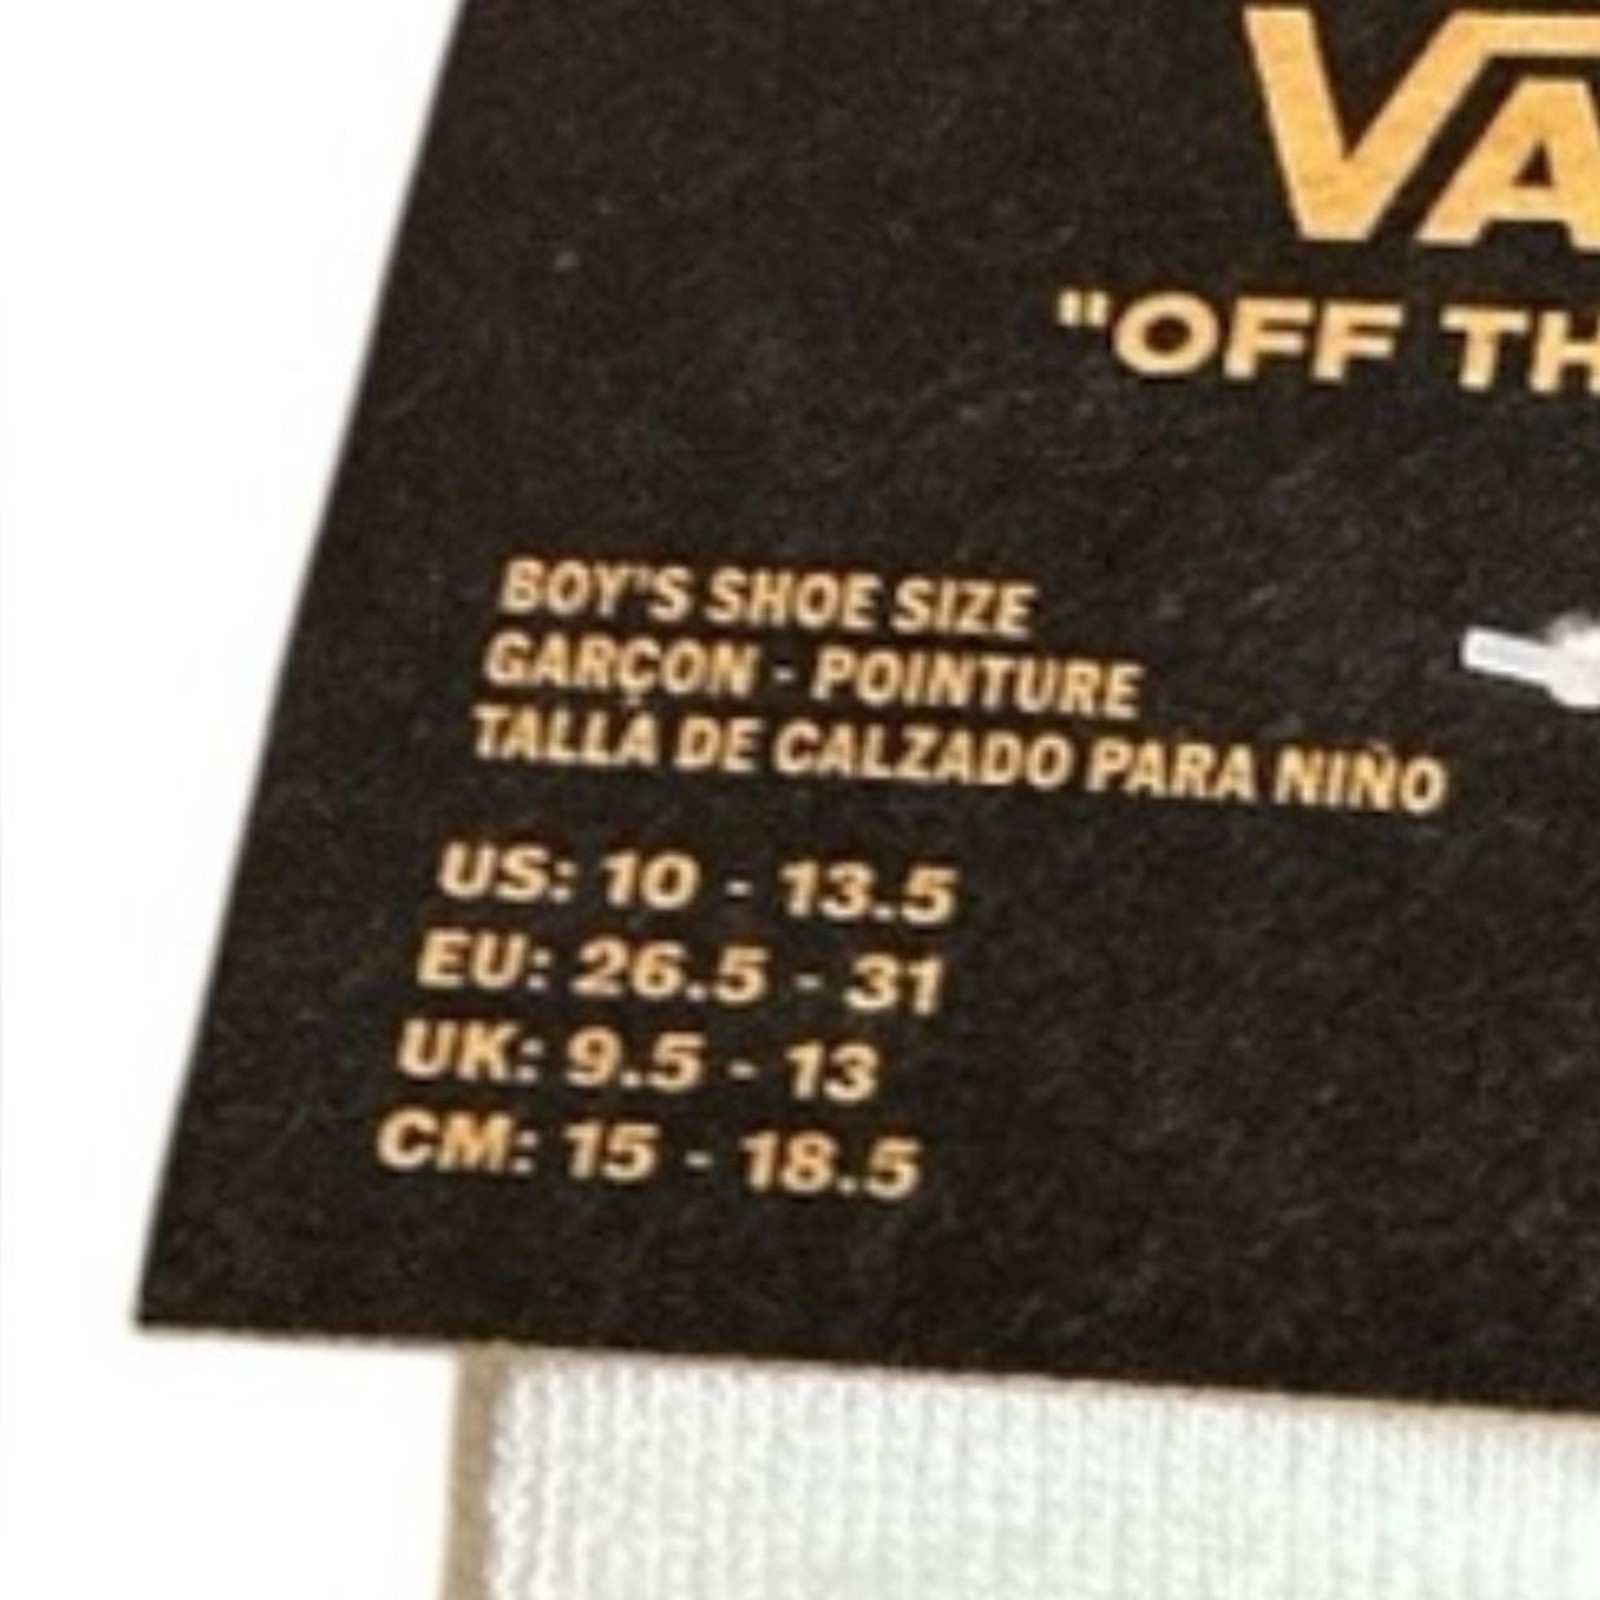 VA
"OFF TH
BOY'S SHOE SIZE
GARÇON - POINTURE
TALLA DE CALZADO PARA NIÑO
US: 10 - 13.5
EU: 26.5 - 31
UK: 9.5 - 13
CM: 15 - 18.5